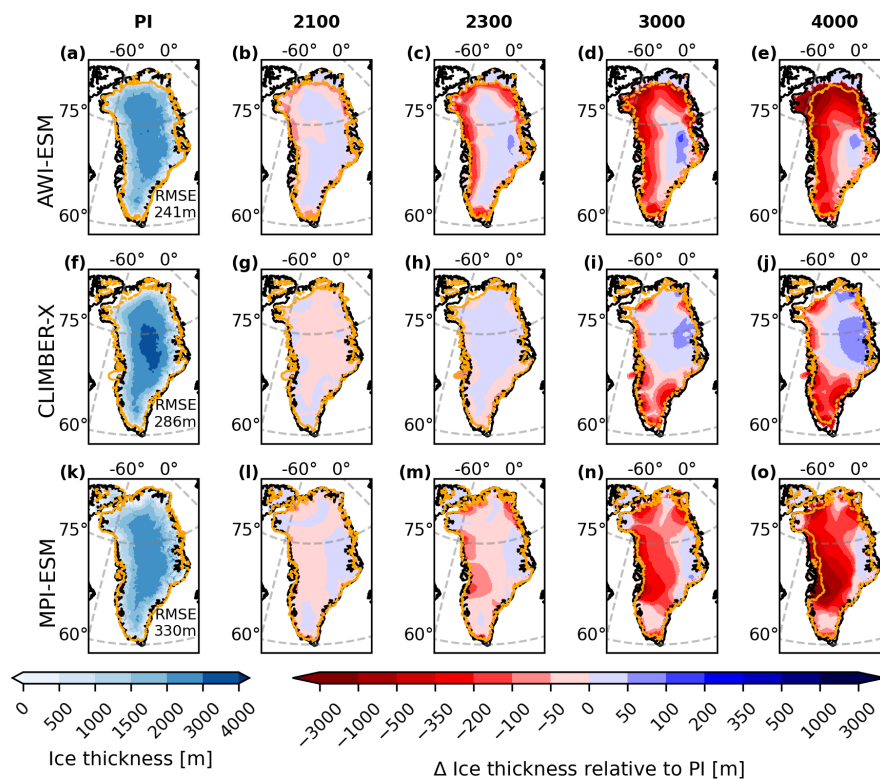 PI 2100 2300 3000 4000
(a) -60° 0° (b) -60° 0° (c) -60° 0° (d) -60° 0° (e) -60° 0°
AWI-ESM
75° 75° 75° 75° 75°
RMSE
241m
60° 60° 60° 60° 60°
(f) -60° 0° (g) -60° 0° (h) -60° 0° (i) -60° 0° (j) -60° 0°
CLIMBER-X
75° 75° 75° 75° 75°
RMSE
286m
60° 60° 60° 60° 60°
(k) -60° 0° (l) -60° 0° (m) -60° 0° (n) -60° 0° (o) -60° 0°
MPI-ESM
75° 75° 75° 75° 75°
RMSE
330m
60° 60° 60° 60° 60°
0 500 1000 1500 2000 3000 4000
Ice thickness [m]
−3000 −1000 −500 −350 −200 −100 −50 0 50 100 200 350 500 1000 3000
Δ Ice thickness relative to PI [m]